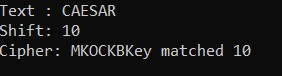 Text : CAESAR
Shift: 10
Cipher: MKOCKBKey matched 10